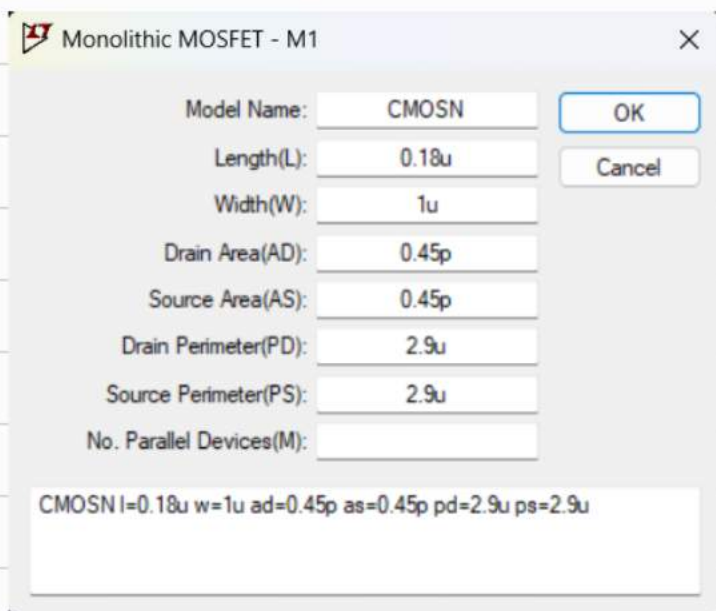 Monolithic MOSFET - M1
Model Name: CMOSN OK
Length(L): 0.18u Cancel
Width(W): 1u
Drain Area(AD): 0.45p
Source Area(AS): 0.45p
Drain Perimeter(PD): 2.9u
Source Perimeter(PS): 2.9u
No. Parallel Devices(M):
CMOSN l=0.18u w=1u ad=0.45p as=0.45p pd=2.9u ps=2.9u